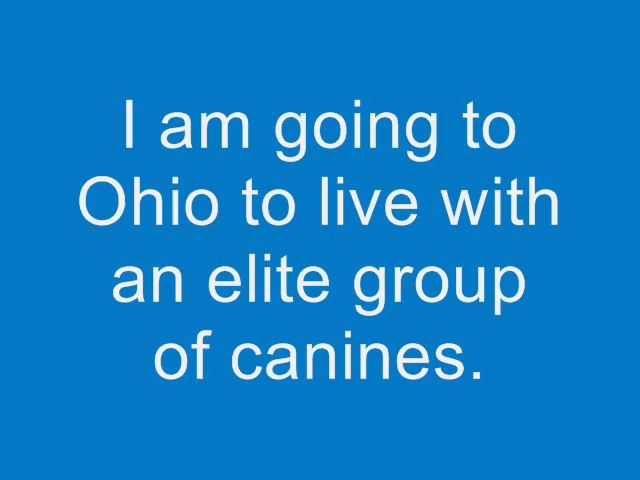 I am going to
Ohio to live with
an elite group
of canines.